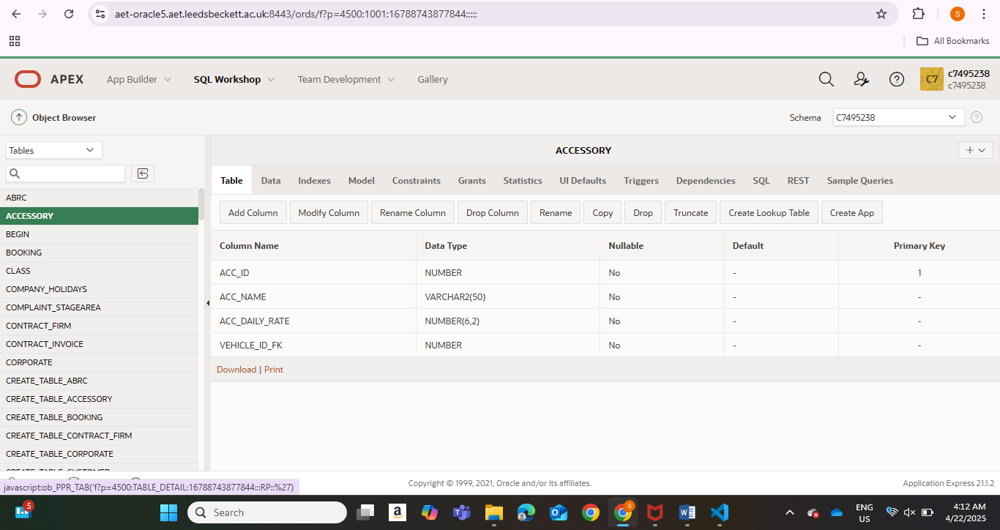 aet-oracle5.aet.leedsbeckett.ac.uk:8443/ords/f?p=4500:1001:16788743877844:::::
S
All Bookmarks
APEX App Builder SQL Workshop Team Development Gallery
C7 c7495238
c7495238
Object Browser
Schema C7495238
Tables
ACCESSORY
Table Data Indexes Model Constraints Grants Statistics UI Defaults Triggers Dependencies SQL REST Sample Queries
Add Column Modify Column Rename Column Drop Column Rename Copy Drop Truncate Create Lookup Table Create App
Column Name Data Type Nullable Default Primary Key
ACC_ID NUMBER No - 1
ACC_NAME VARCHAR2(50) No - -
ACC_DAILY_RATE NUMBER(6,2) No - -
VEHICLE_ID_FK NUMBER No - -
Download | Print
ABRC
ACCESSORY
BEGIN
BOOKING
CLASS
COMPANY_HOLIDAYS
COMPLAINT_STAGEAREA
CONTRACT_FIRM
CONTRACT_INVOICE
CORPORATE
CREATE_TABLE_ABRC
CREATE_TABLE_ACCESSORY
CREATE_TABLE_BOOKING
CREATE_TABLE_CONTRACT_FIRM
CREATE_TABLE_CORPORATE
CREATE_TABLE_CUSTOMER
javascript:ob_PPR_TAB('f?p=4500:TABLE_DETAIL:16788743877844:::RP::%27)
Copyright © 1999, 2021, Oracle and/or its affiliates.
Application Express 21.1.2
5
Search
S
ENG
US
4:12 AM
4/22/2025